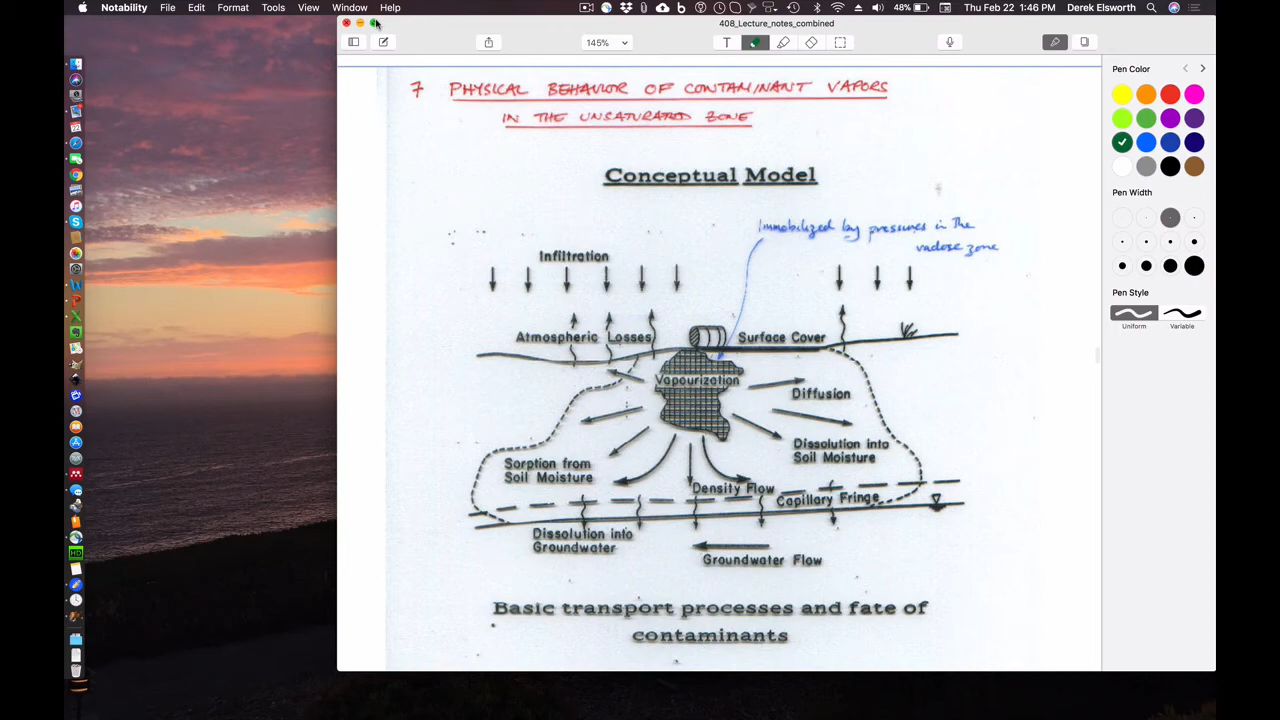 Notability File Edit Format Tools View Window Help
48% Thu Feb 22 1:46 PM Derek Elsworth
408_Lecture_notes_combined
145%
T
Pen Color
7 PHYSICAL BEHAVIOR OF CONTAMINANT VAPORS
IN THE UNSATURATED ZONE
Conceptual Model
Pen Width
Immobilized by pressures in the
vadose zone
Infiltration
Pen Style
Uniform Variable
Atmospheric Losses
Surface Cover
Vapourization
Diffusion
Dissolution into
Soil Moisture
Sorption from
Soil Moisture
Density Flow
Capillary Fringe
Dissolution into
Groundwater
Groundwater Flow
Basic transport processes and fate of
contaminants